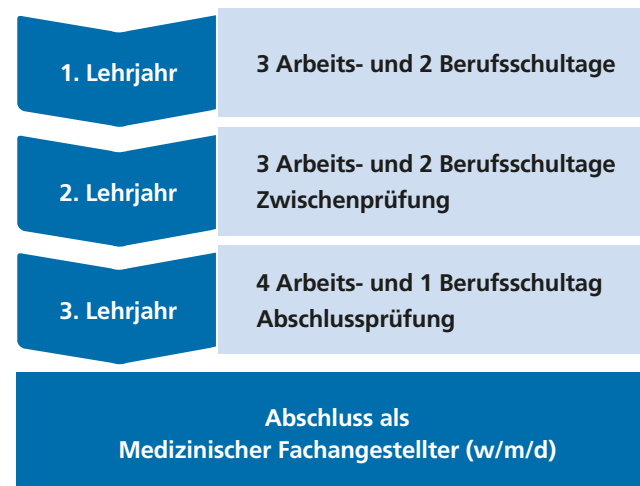 1. Lehrjahr
3 Arbeits- und 2 Berufsschultage
2. Lehrjahr
3 Arbeits- und 2 Berufsschultage
Zwischenprüfung
3. Lehrjahr
4 Arbeits- und 1 Berufsschultag
Abschlussprüfung
Abschluss als
Medizinischer Fachangestellter (w/m/d)